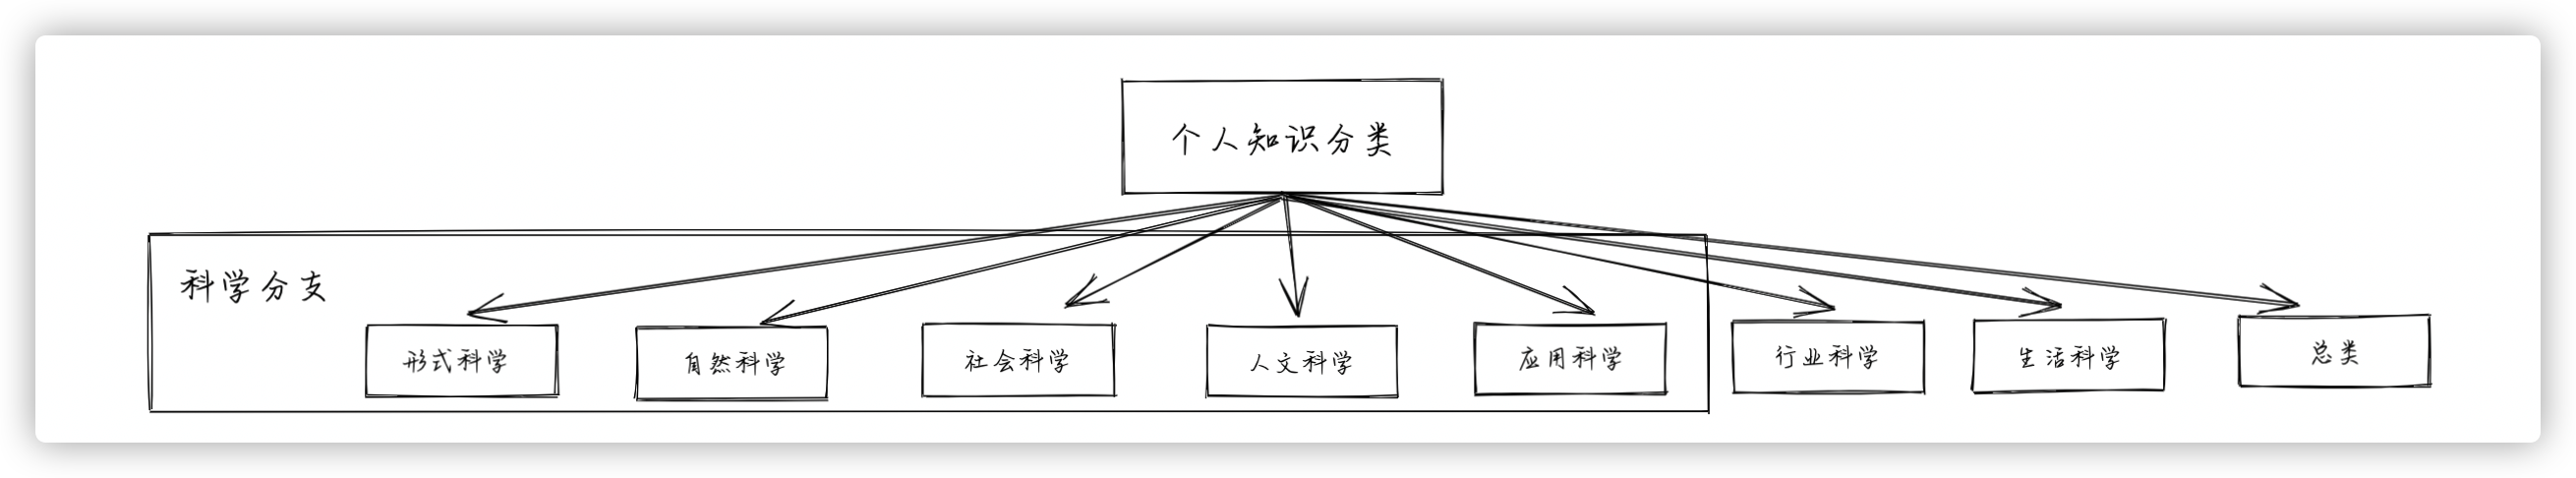 个人知识分类
科学分支
形式科学
自然科学
社会科学
人文科学
应用科学
行业科学
生活科学
总类